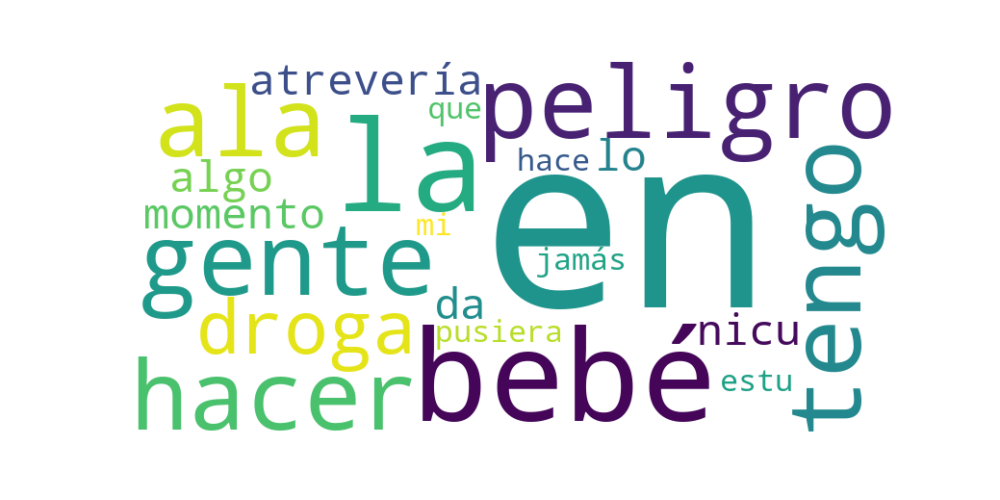 atrevería
peligro
ala
que
la
hace
lo
algo
en
tengo
momento
mi
gente
jamás
da
droga
pusiera
nicu
bebé
hacer
estu